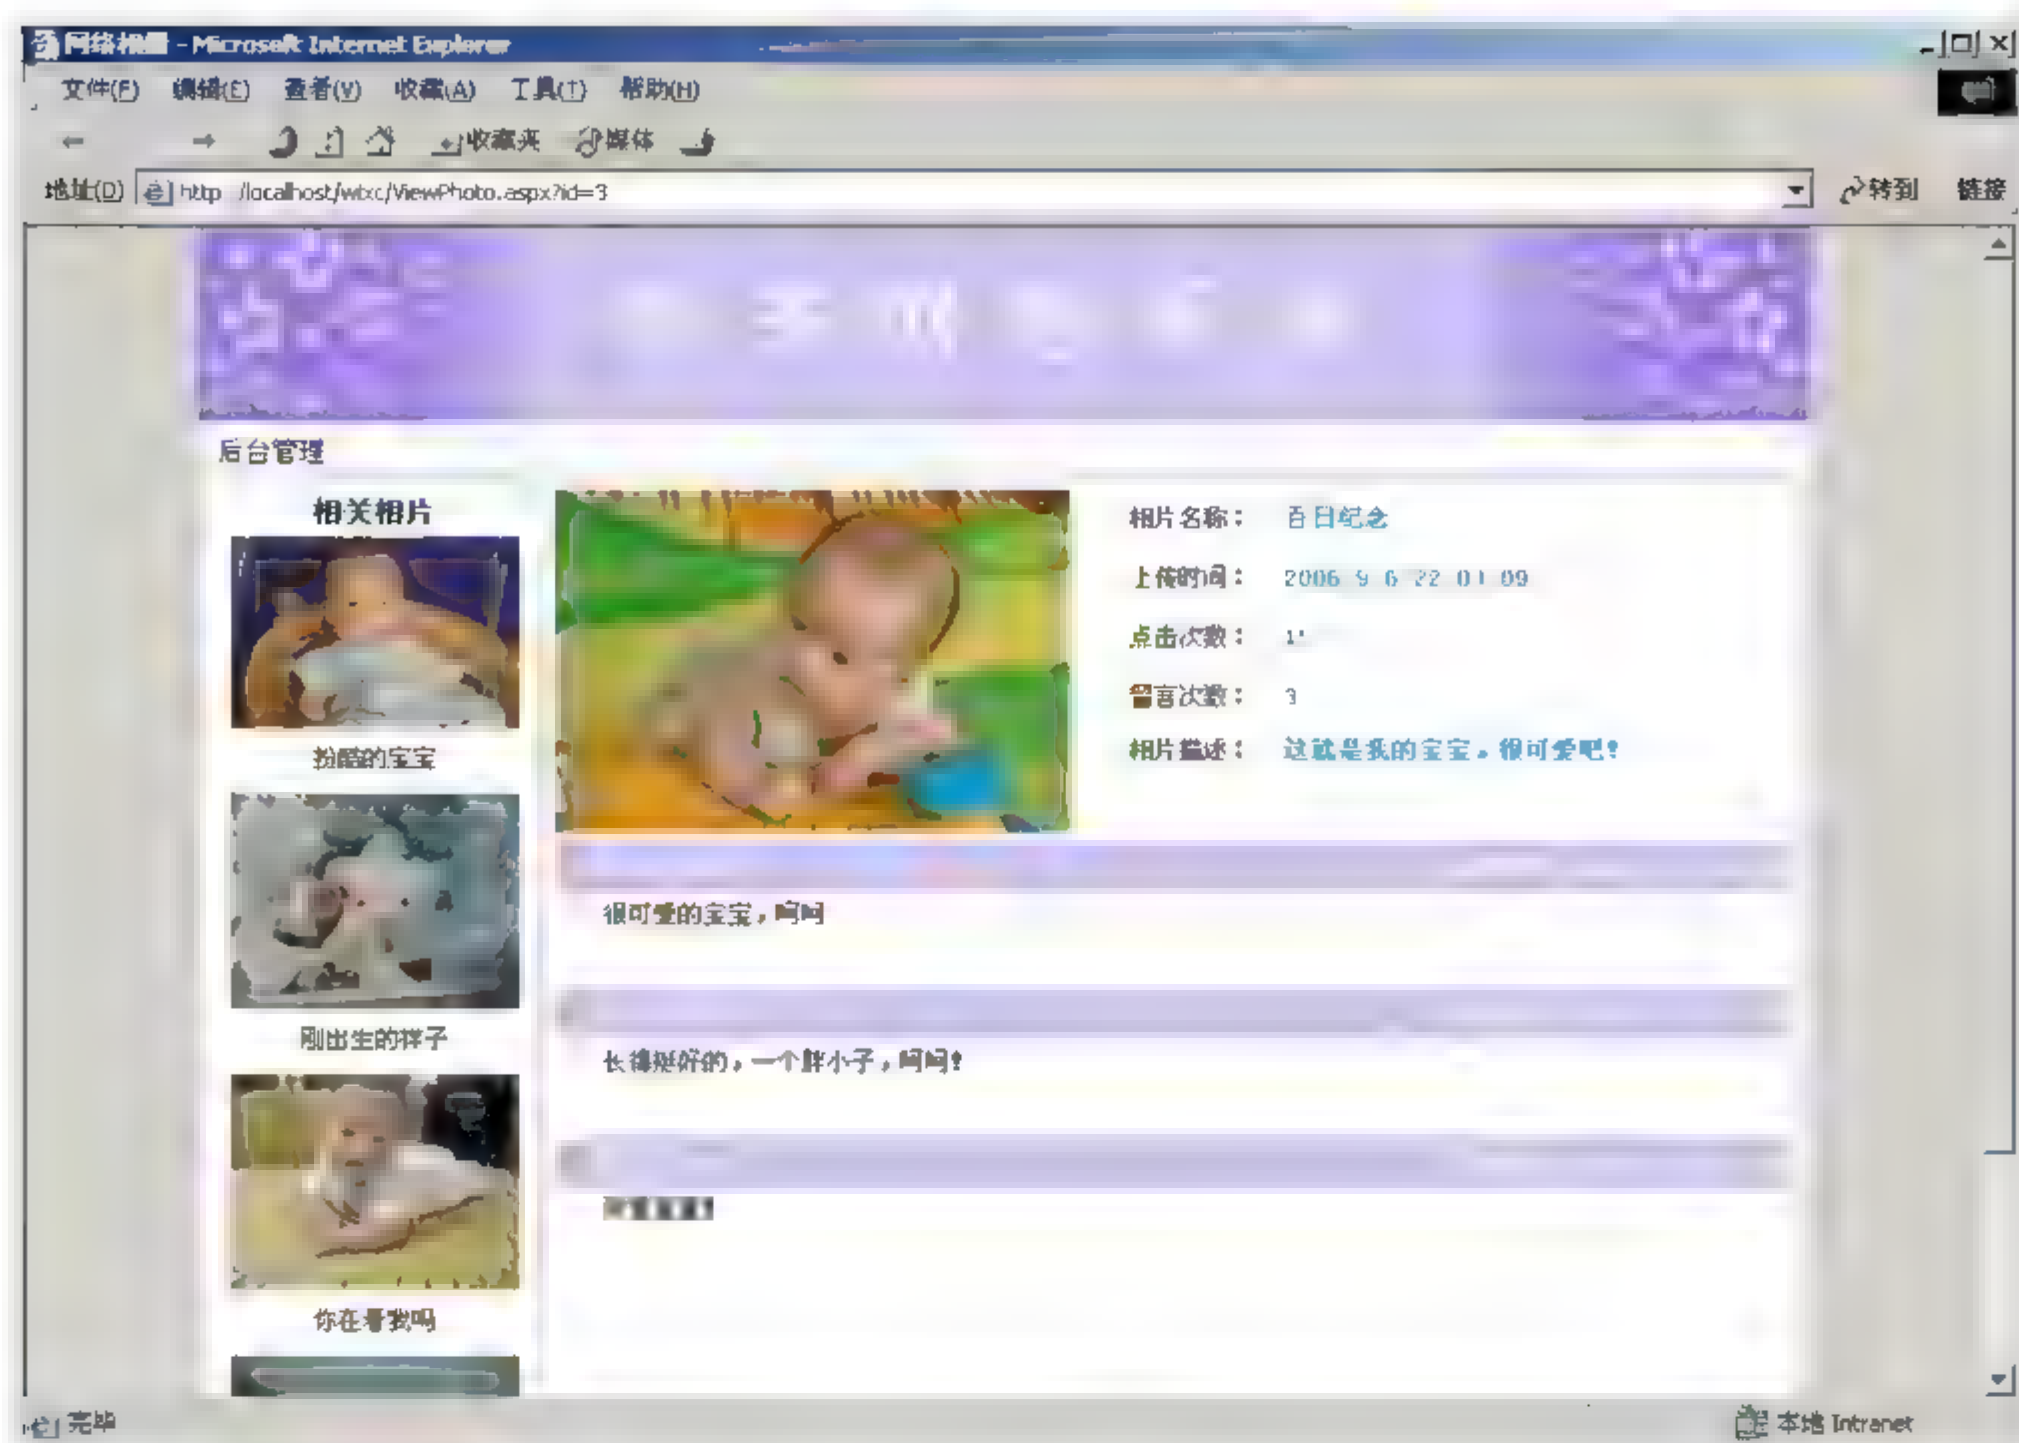 网络相册 - Microsoft Internet Explorer
文件(F) 编辑(E) 查看(V) 收藏(A) 工具(T) 帮助(H)
收藏夹 媒体
地址(D) http //localhost/wlxc/ViewPhoto.aspx?id=3 转到 链接
后台管理
相关相片
扮酷的宝宝
刚出生的样子
你在看我吗
相片名称: 百日纪念
上传时间: 2006 9 6 22 01 09
点击次数:
留言次数: 3
相片描述: 这就是我的宝宝,很可爱吧!
很可爱的宝宝,呵呵
长得挺好的,一个胖小子,呵呵!
完毕 本地 Intranet